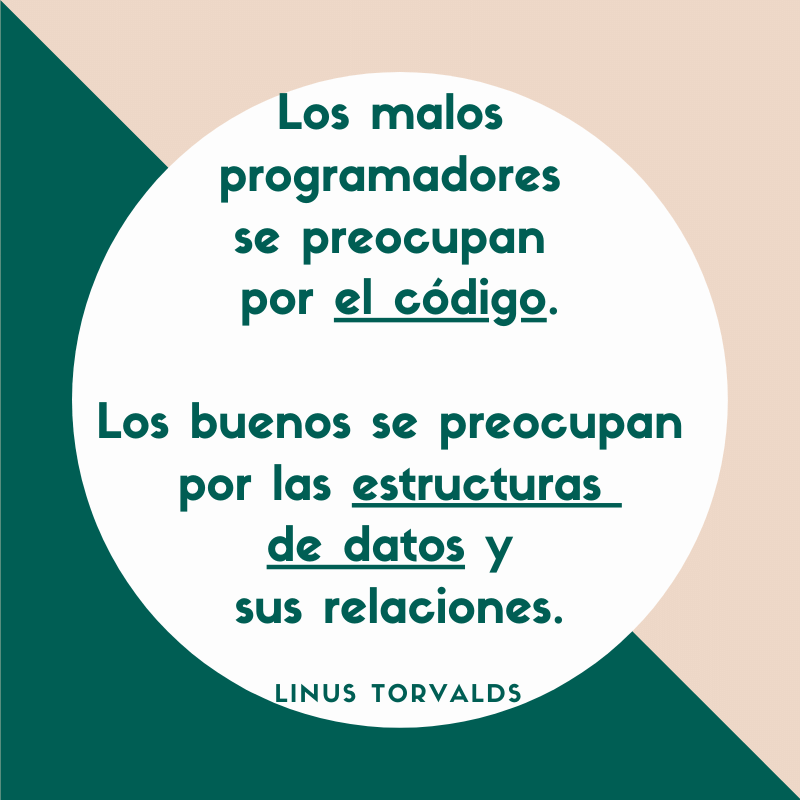 Los malos
programadores
se preocupan
por el código.
Los buenos se preocupan
por las estructuras
de datos y
sus relaciones.
LINUS TORVALDS